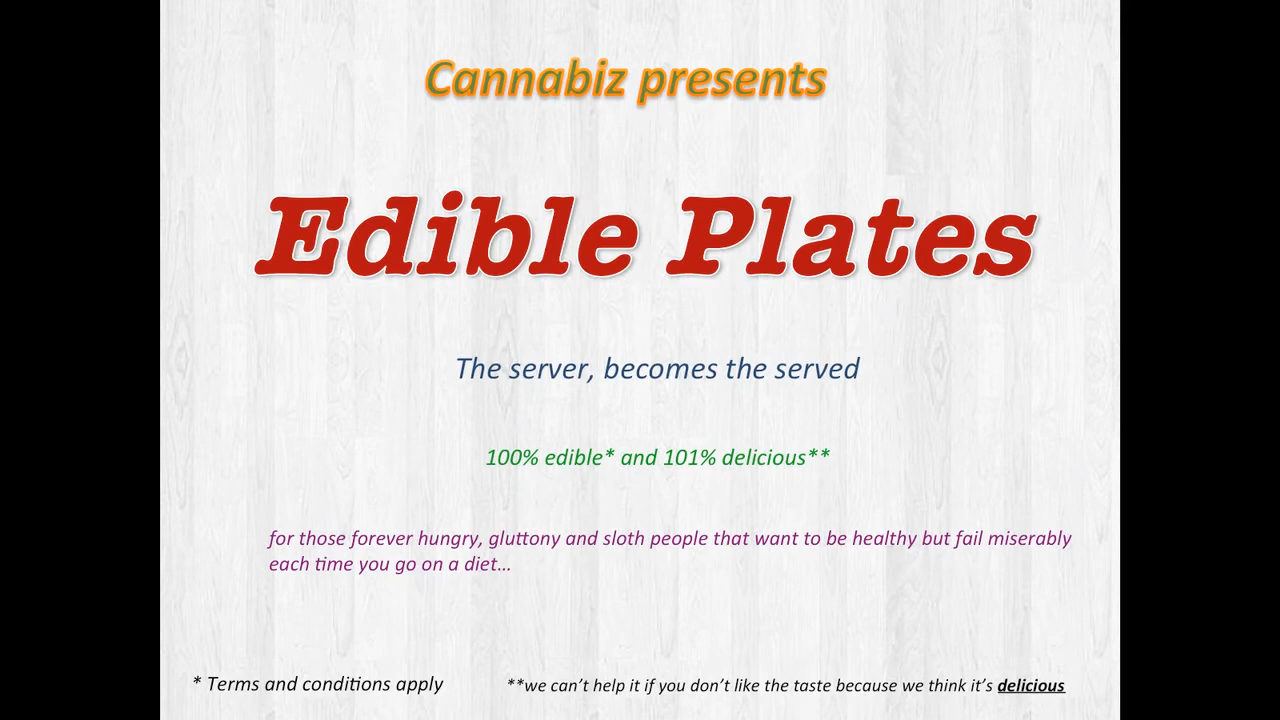 Cannabiz presents
Edible Plates
The server, becomes the served
100% edible* and 101% delicious**
for those forever hungry, gluttony and sloth people that want to be healthy but fail miserably
each time you go on a diet...
* Terms and conditions apply
**we can't help it if you don't like the taste because we think it's delicious